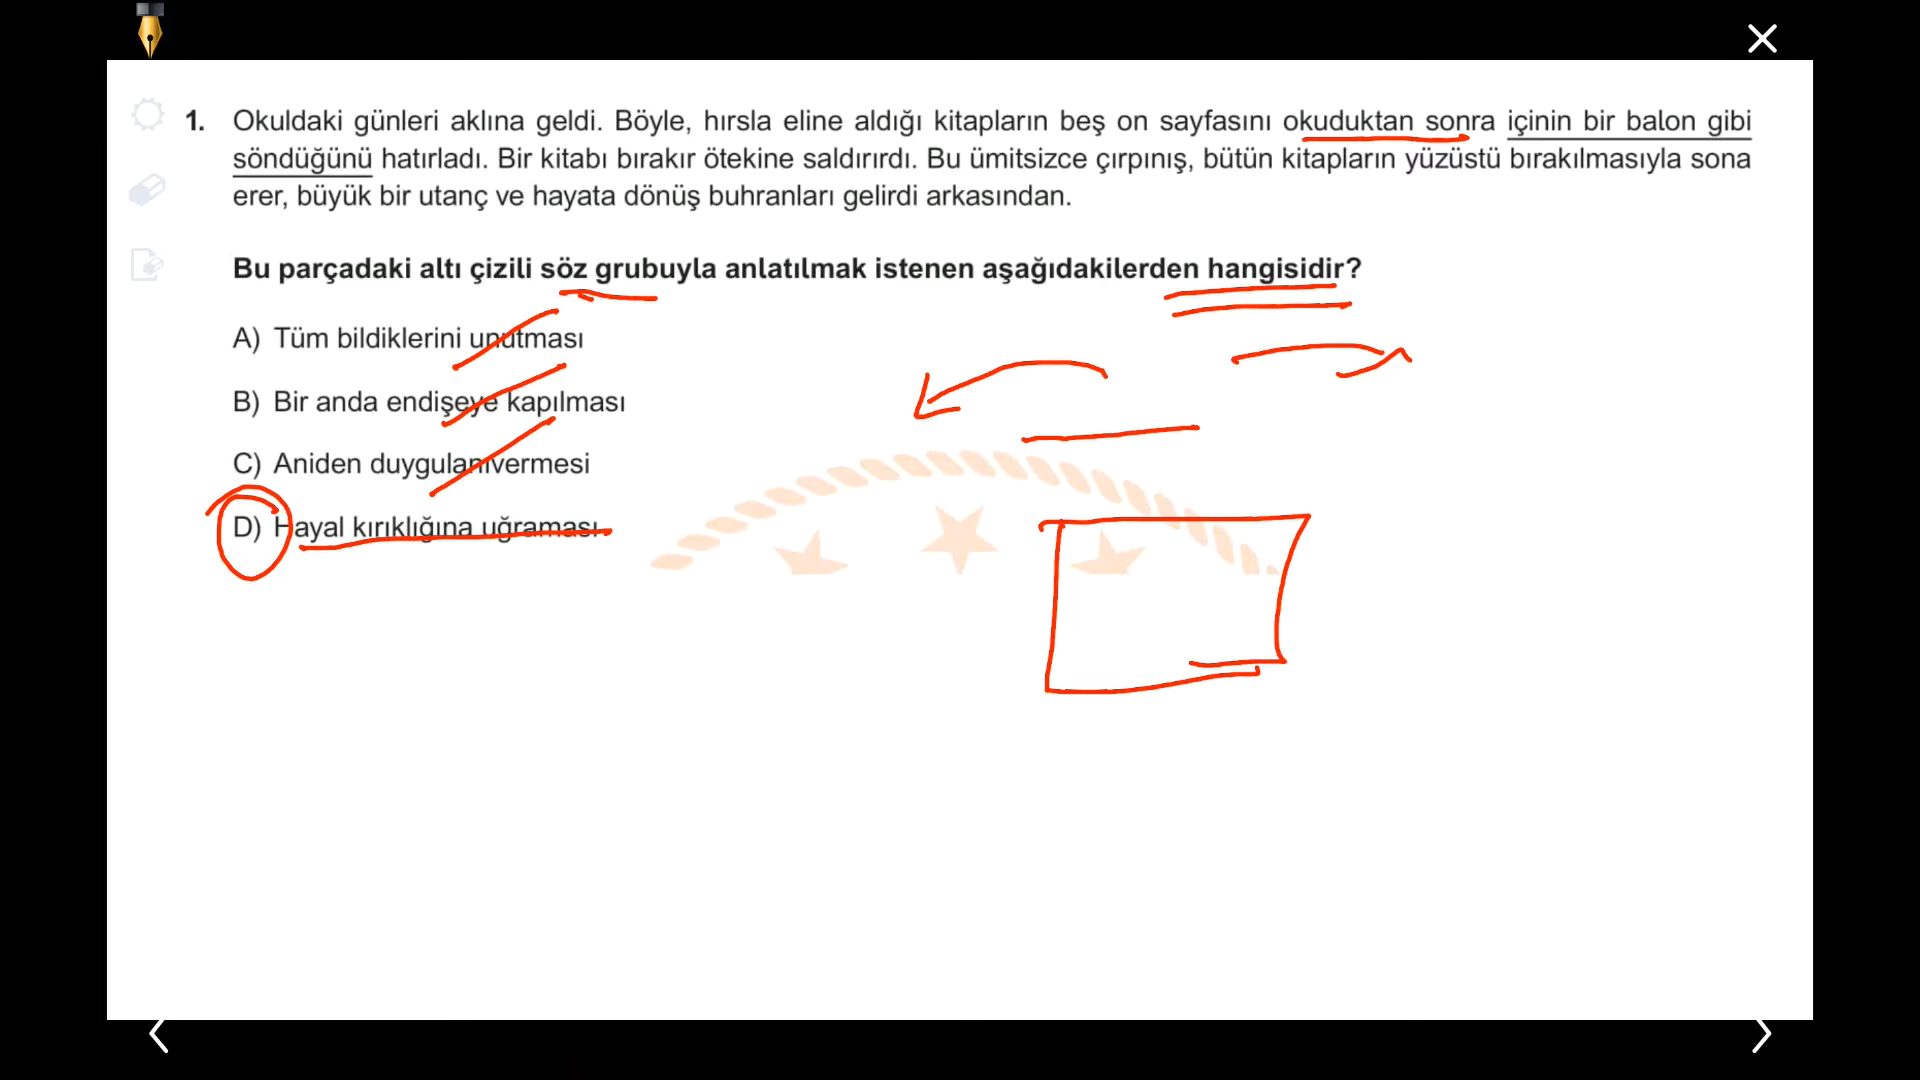 1. Okuldaki günleri aklına geldi. Böyle, hırsla eline aldığı kitapların beş on sayfasını okuduktan sonra içinin bir balon gibi
söndüğünü hatırladı. Bir kitabı bırakır ötekine saldırırdı. Bu ümitsizce çırpınış, bütün kitapların yüzüstü bırakılmasıyla sona
erer, büyük bir utanç ve hayata dönüş buhranları gelirdi arkasından.
Bu parçadaki altı çizili söz grubuyla anlatılmak istenen aşağıdakilerden hangisidir?
A) Tüm bildiklerini unutması
B) Bir anda endişeye kapılması
C) Aniden duygulanıvermesi
D) Hayal kırıklığına uğraması